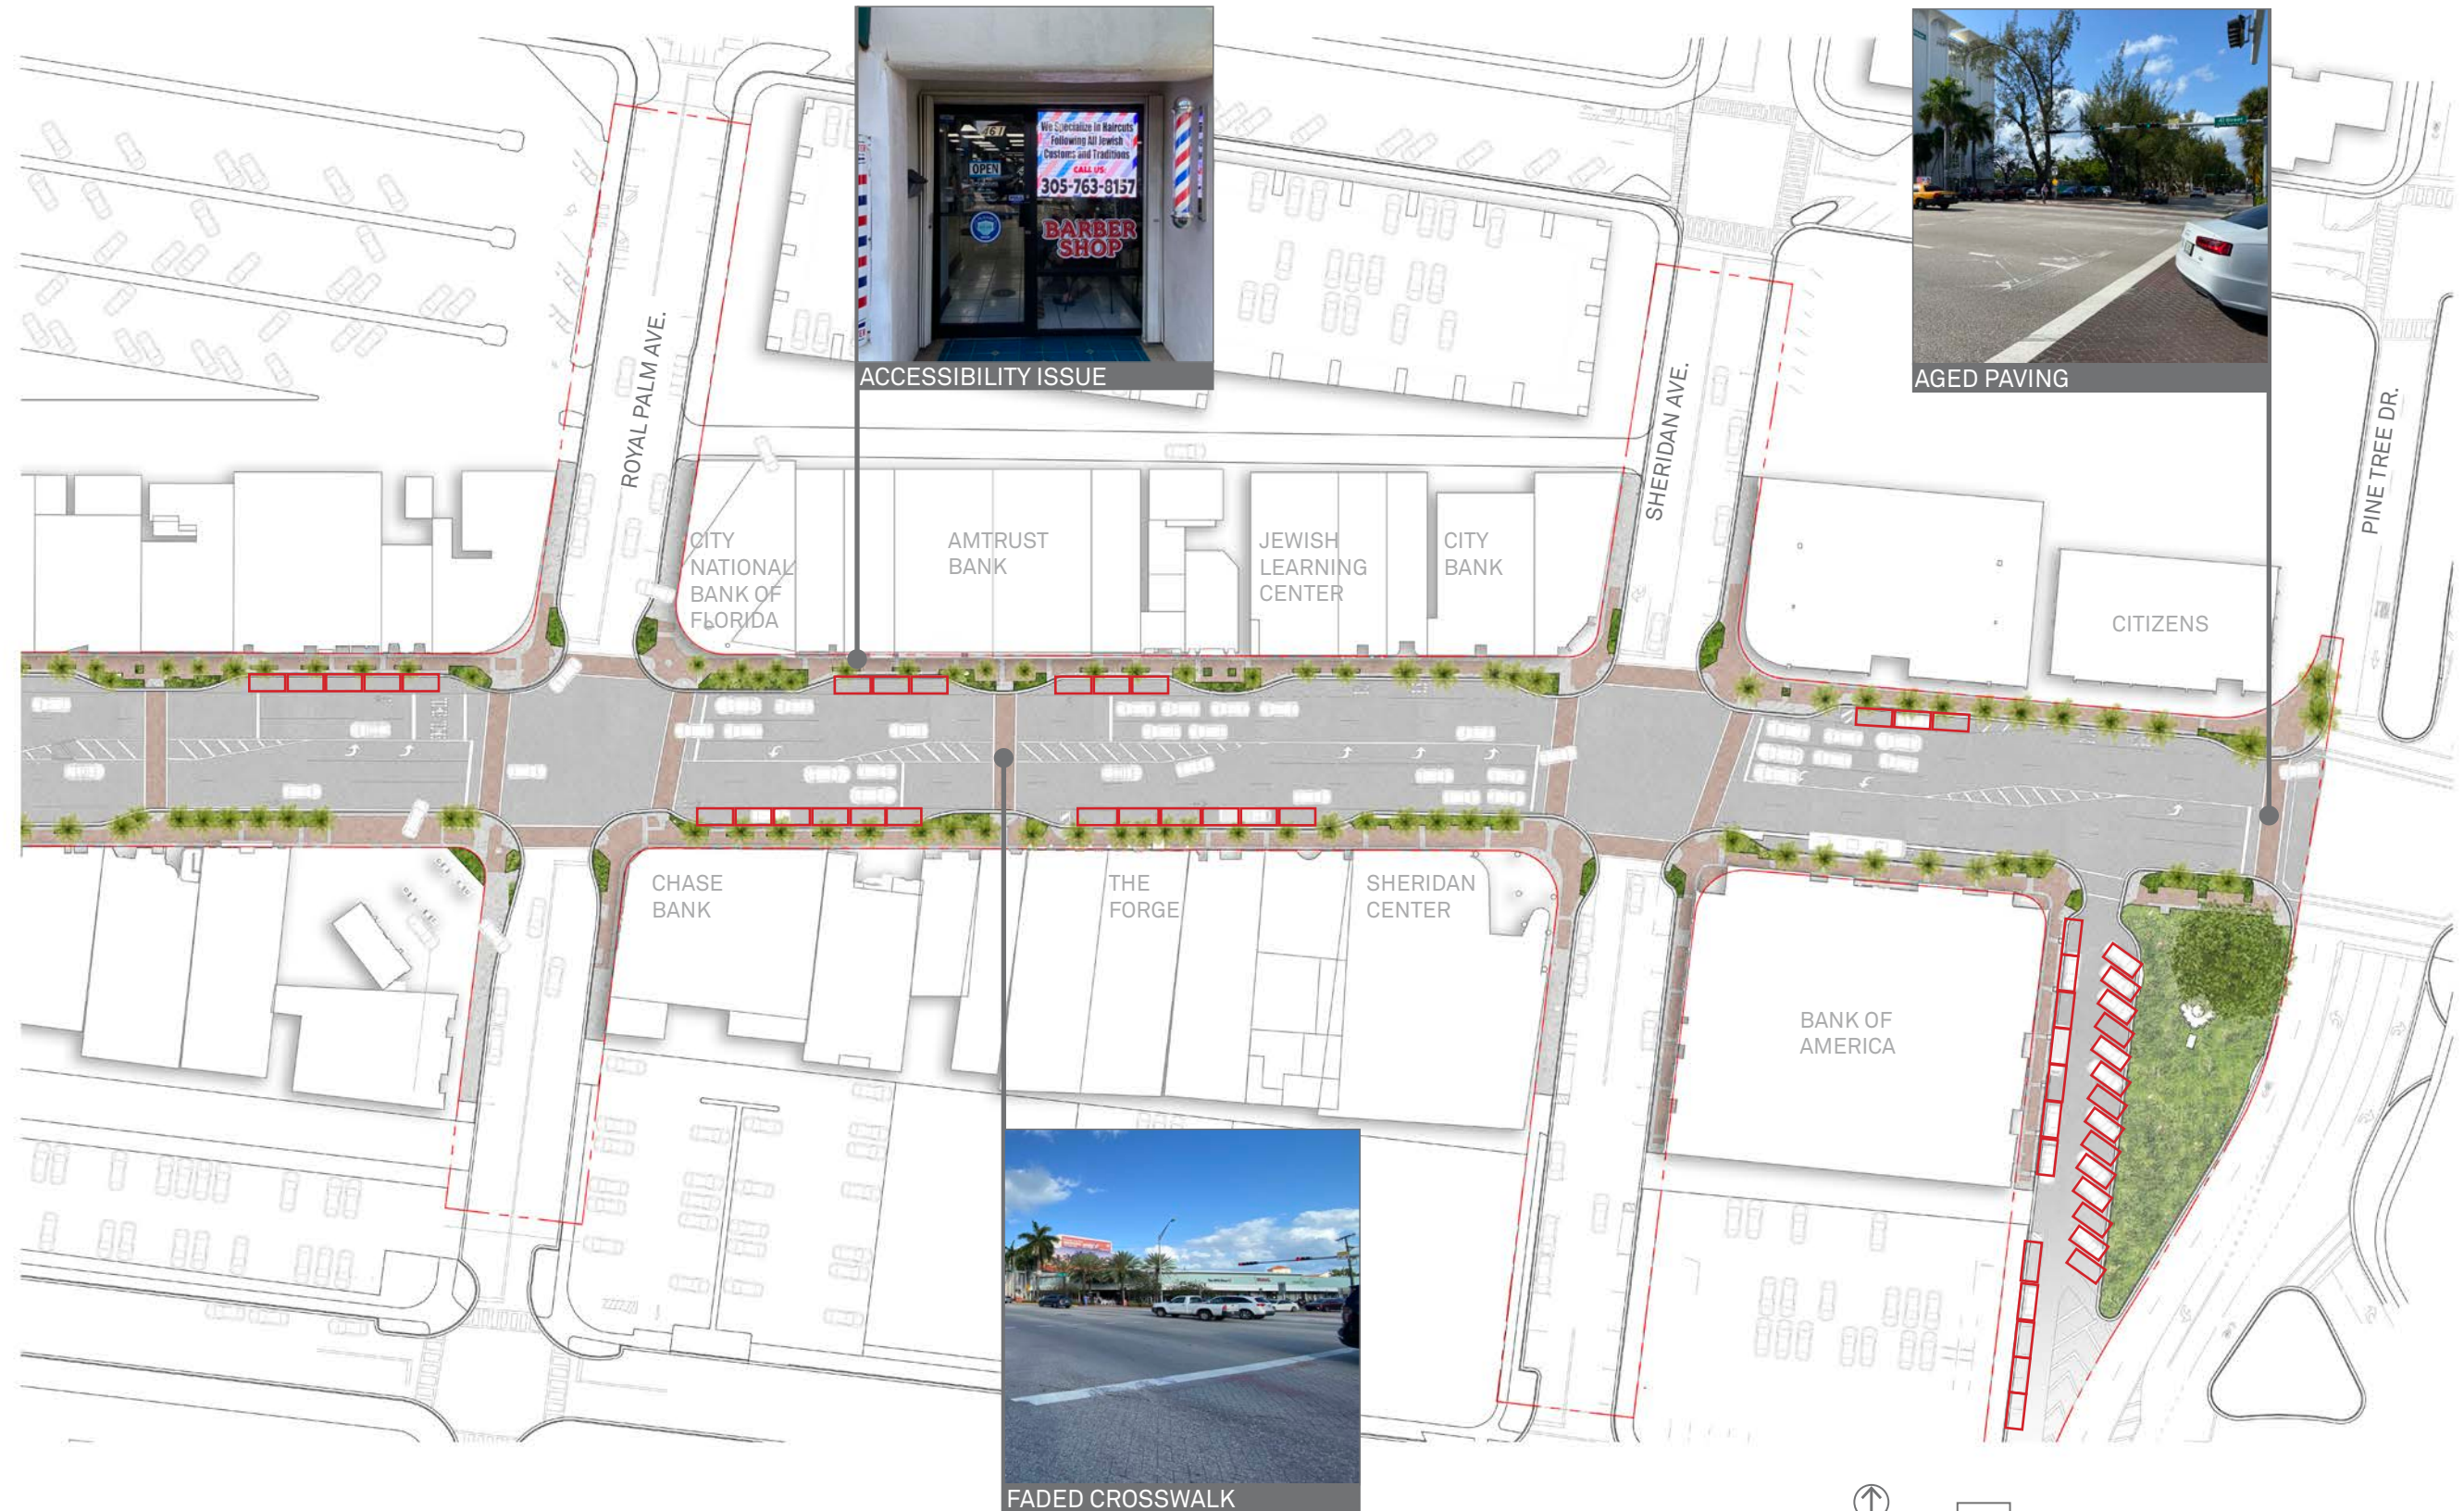 We Specialize In Haircuts
Following All Jewish
Customs and Traditions
CALL US:
305-763-8157
461
OPEN
BARBER
SHOP
ACCESSIBILITY ISSUE
AGED PAVING
ROYAL PALM AVE.
SHERIDAN AVE.
PINE TREE DR.
CITY
NATIONAL
BANK OF
FLORIDA
AMTRUST
BANK
JEWISH
LEARNING
CENTER
CITY
BANK
CITIZENS
CHASE
BANK
THE
FORGE
SHERIDAN
CENTER
BANK OF
AMERICA
FADED CROSSWALK